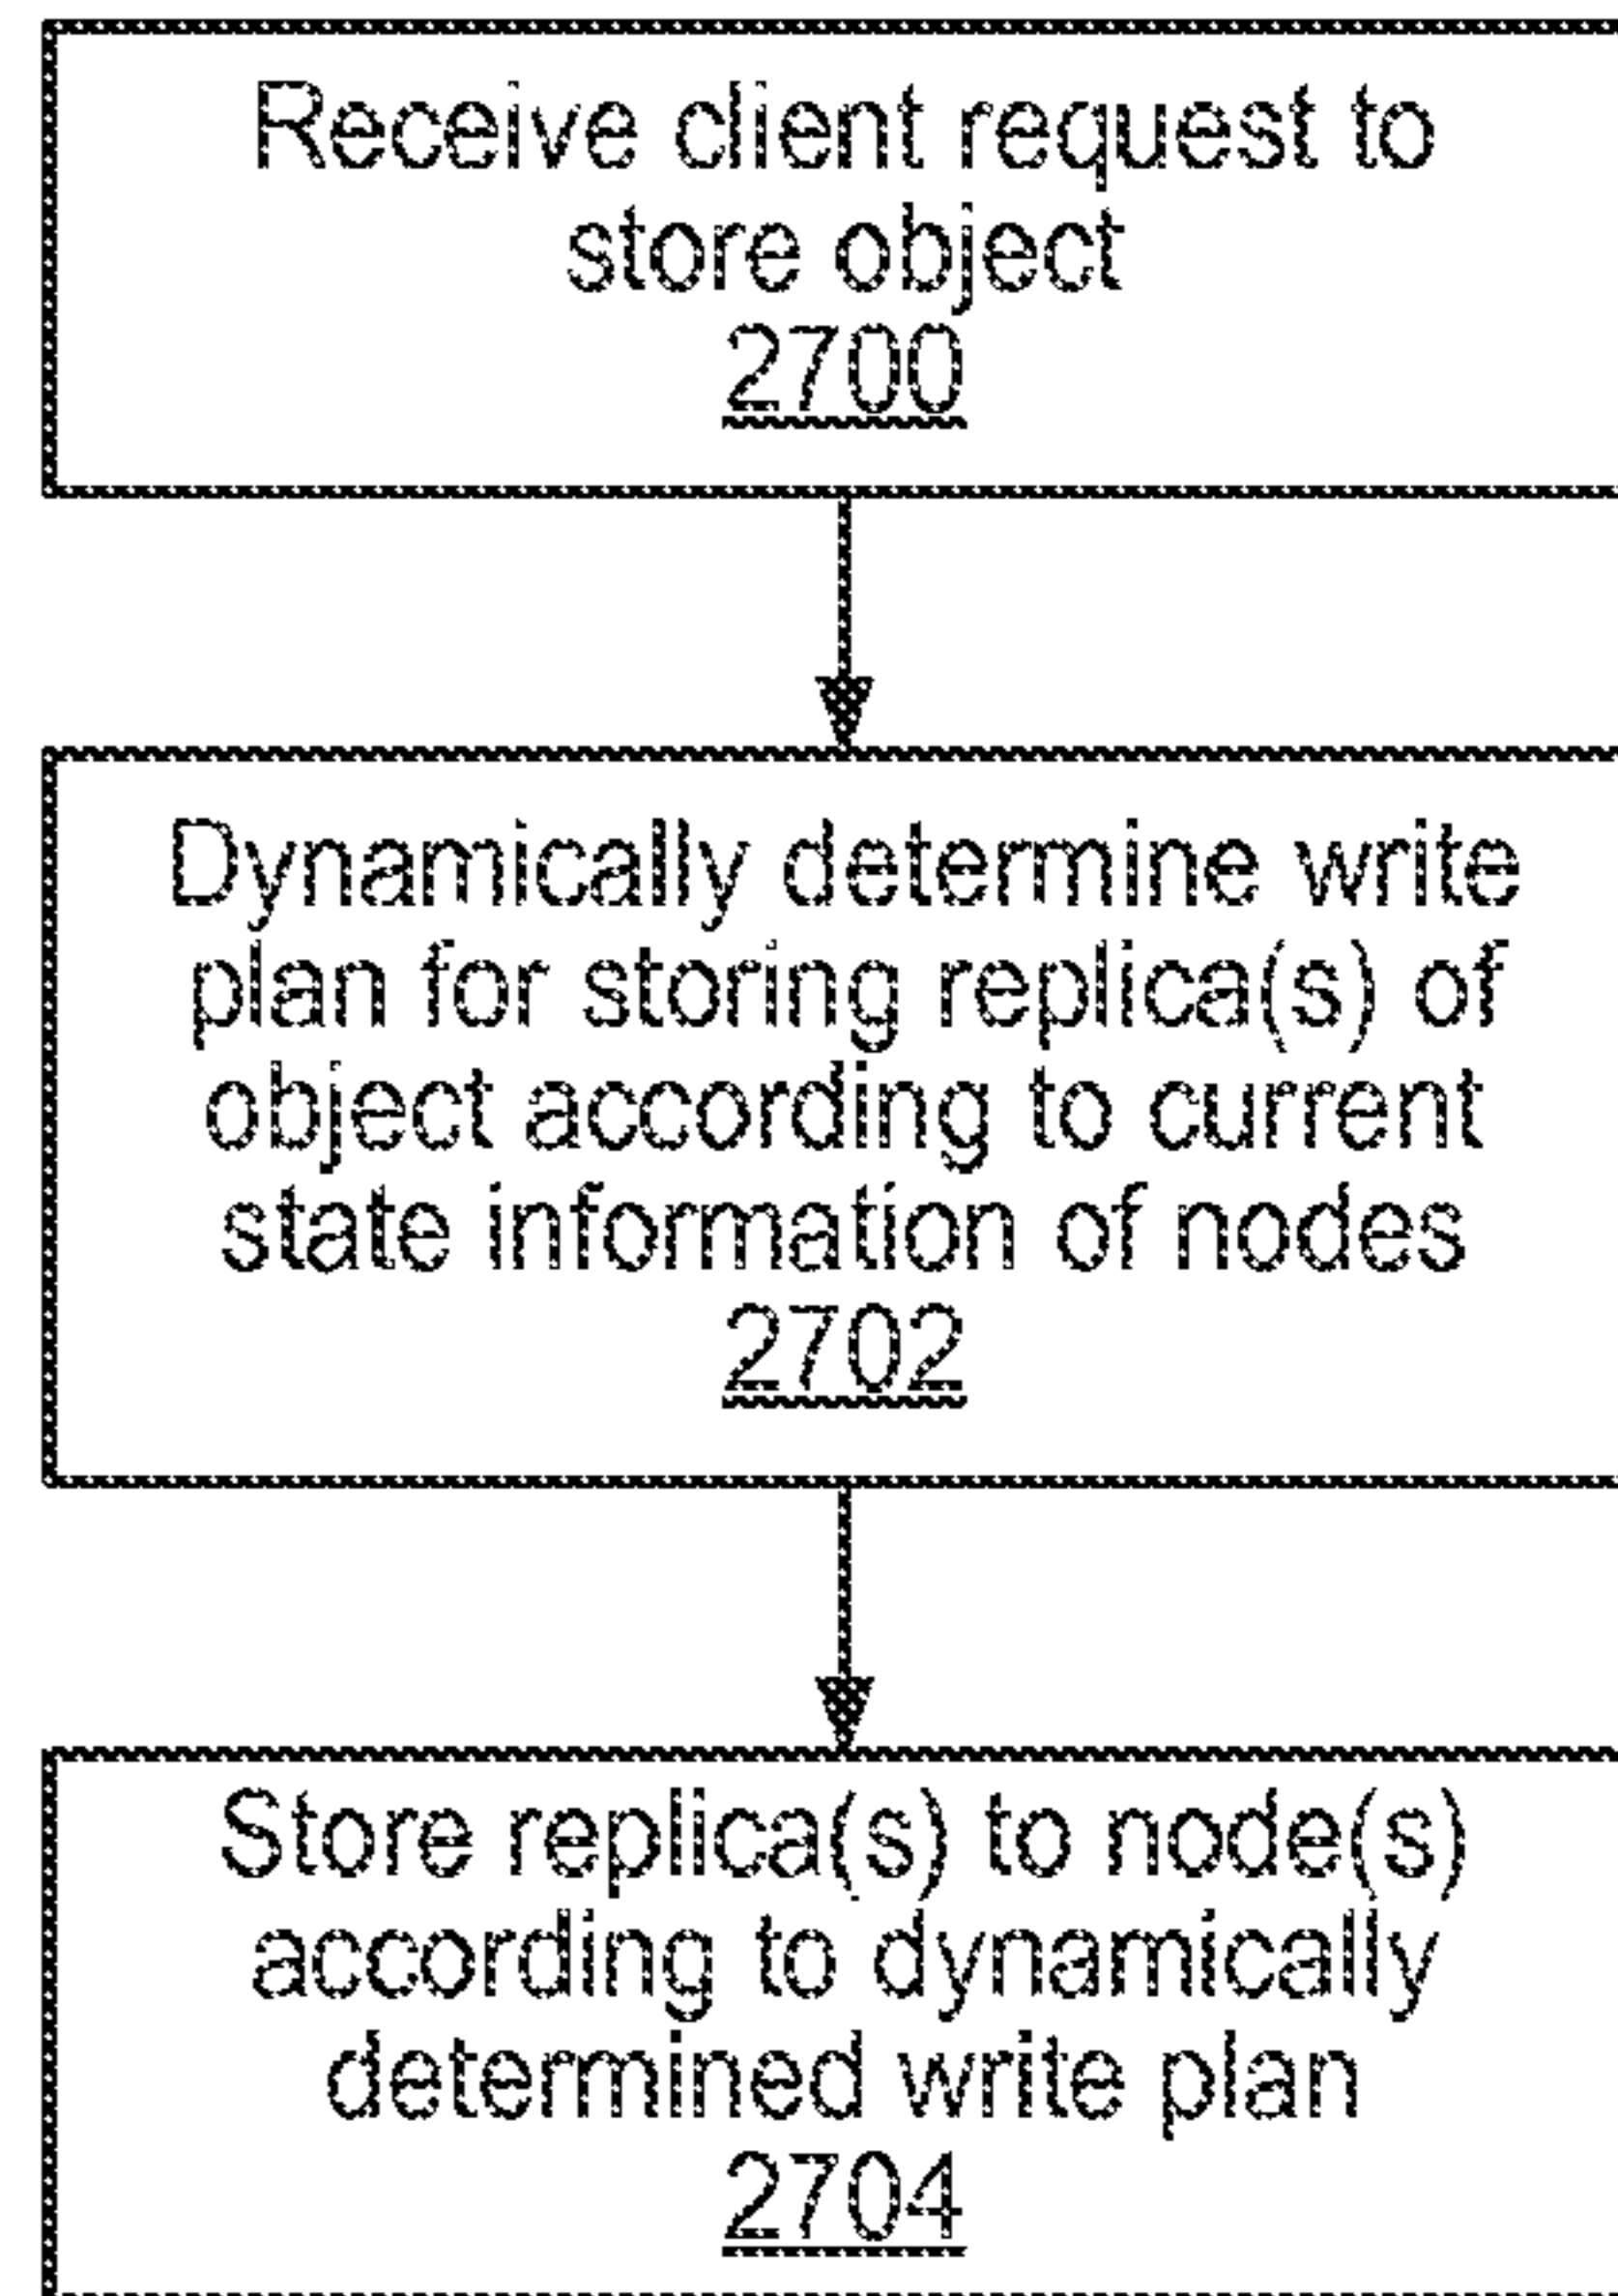 Receive client request to
store object
2700
Dynamically determine write
plan for storing replica(s) of
object according to current
state information of nodes
2702
Store replica(s) to node(s)
according to dynamically
determined write plan
2704